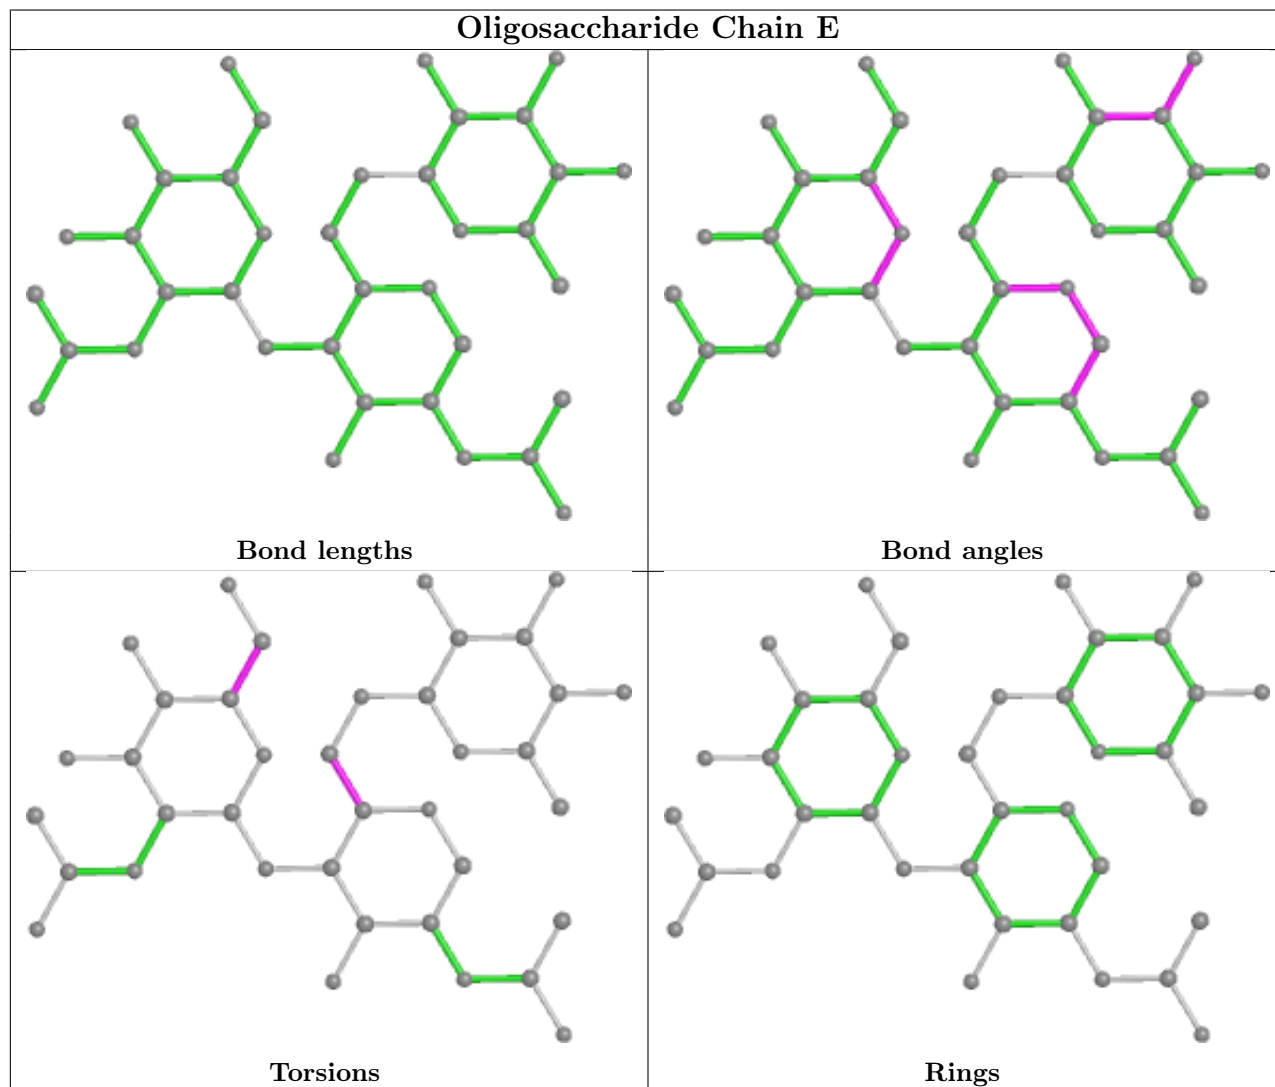 Oligosaccharide Chain E
Bond lengths
Bond angles
Torsions
Rings